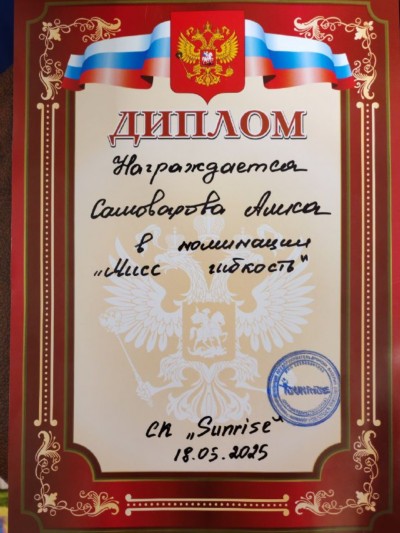 ДИПЛОМ
Награждается
Самоварова Алиса
в номинации
„Мисс гибкость"
СК „Sunrise"
18.05.2025